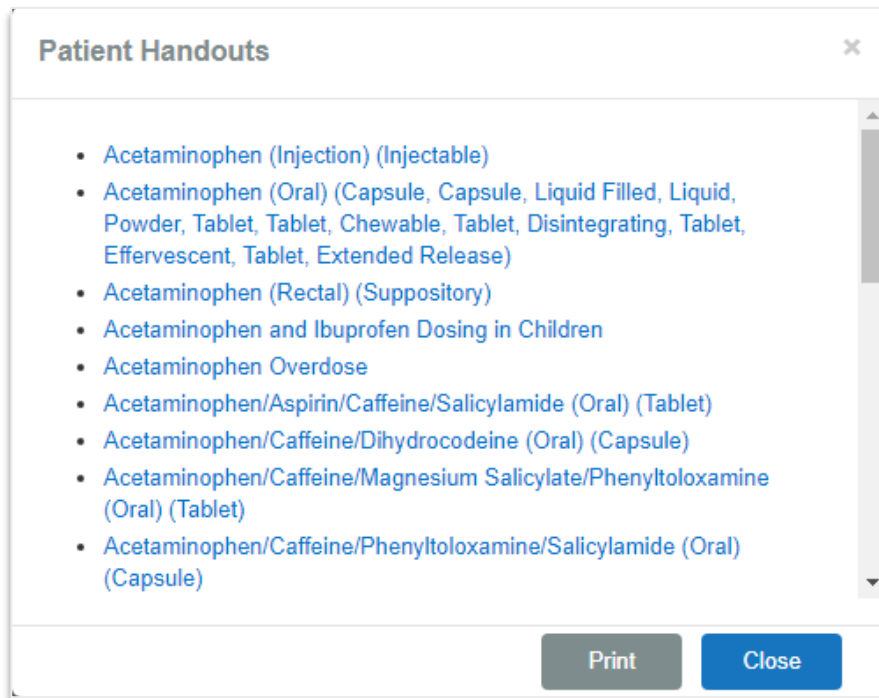 Patient Handouts
×
• Acetaminophen (Injection) (Injectable)
• Acetaminophen (Oral) (Capsule, Capsule, Liquid Filled, Liquid,
Powder, Tablet, Tablet, Chewable, Tablet, Disintegrating, Tablet,
Effervescent, Tablet, Extended Release)
• Acetaminophen (Rectal) (Suppository)
• Acetaminophen and Ibuprofen Dosing in Children
• Acetaminophen Overdose
• Acetaminophen/Aspirin/Caffeine/Salicylamide (Oral) (Tablet)
• Acetaminophen/Caffeine/Dihydrocodeine (Oral) (Capsule)
• Acetaminophen/Caffeine/Magnesium Salicylate/Phenyltoloxamine
(Oral) (Tablet)
• Acetaminophen/Caffeine/Phenyltoloxamine/Salicylamide (Oral)
(Capsule)
Print
Close